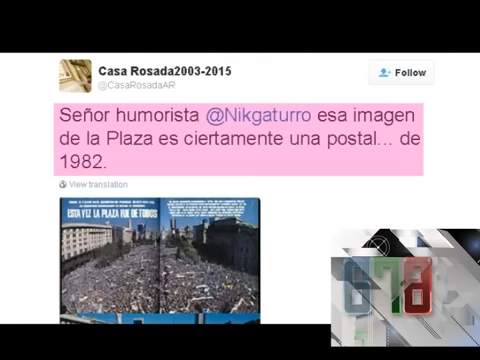 Casa Rosada2003-2015
@CasaRosadaAR
Follow
Señor humorista @Nikgaturro esa imagen
de la Plaza es ciertamente una postal... de
1982.
View translation
ESTA VEZ LA PLAZA FUE DE TODOS
678